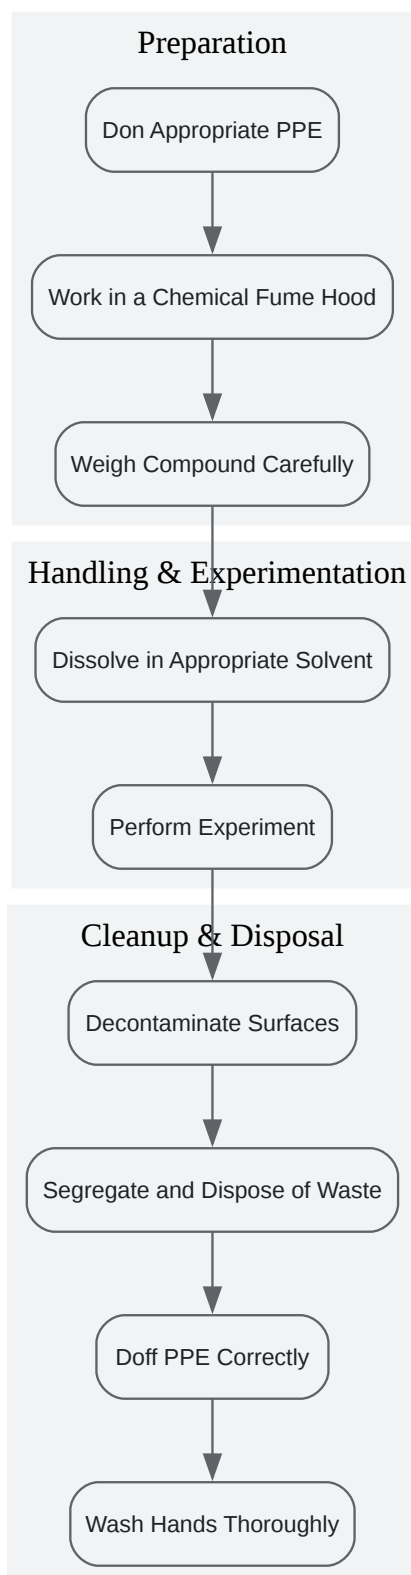 Preparation
Don Appropriate PPE
Work in a Chemical Fume Hood
Weigh Compound Carefully
Handling & Experimentation
Dissolve in Appropriate Solvent
Perform Experiment
Cleanup & Disposal
Decontaminate Surfaces
Segregate and Dispose of Waste
Doff PPE Correctly
Wash Hands Thoroughly